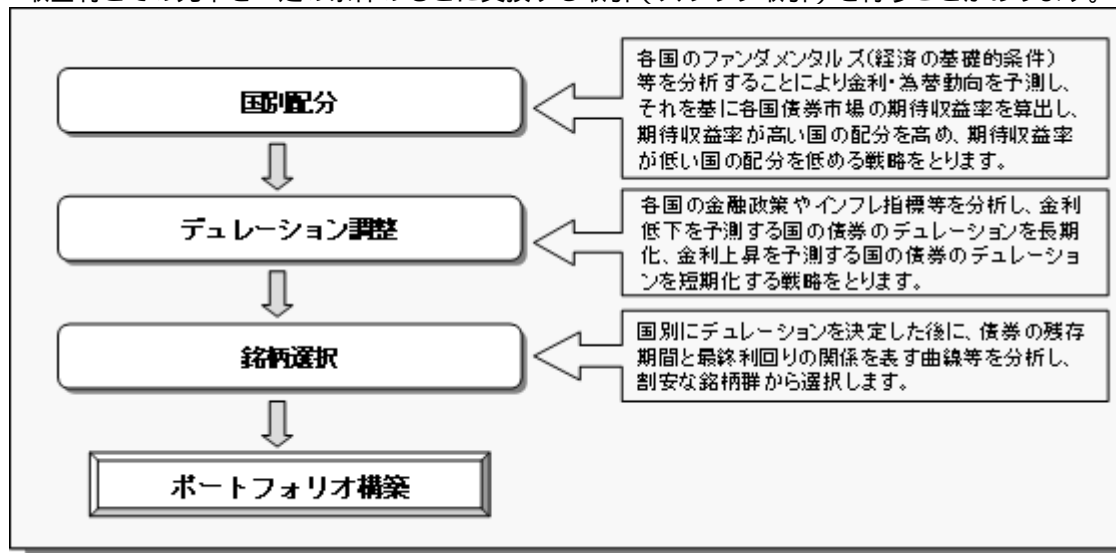 国別配分
各国のファンダメンタルズ(経済の基礎的条件)
等を分析することにより金利・為替動向を予測し、
それを基に各国債券市場の期待収益率を算出し、
期待収益率が高い国の配分を高め、期待収益率
が低い国の配分を低める戦略をとります。
デュレーション調整
各国の金融政策やインフレ指標等を分析し、金利
低下を予測する国の債券のデュレーションを長期
化、金利上昇を予測する国の債券のデュレーショ
ンを短期化する戦略をとります。
銘柄選択
国別にデュレーションを決定した後に、債券の残存
期間と最終利回りの関係を表す曲線等を分析し、
割安な銘柄群から選択します。
ポートフォリオ構築